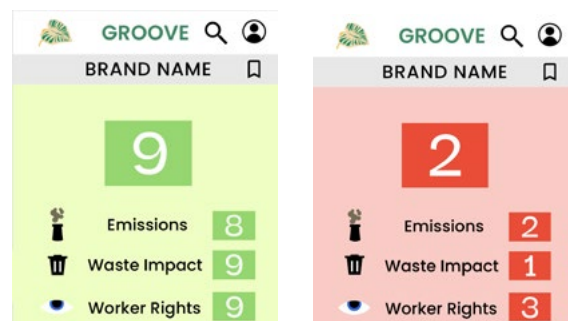 GROOVE
BRAND NAME
9
Emissions 8
Waste Impact 9
Worker Rights 9
GROOVE
BRAND NAME
2
Emissions 2
Waste Impact 1
Worker Rights 3